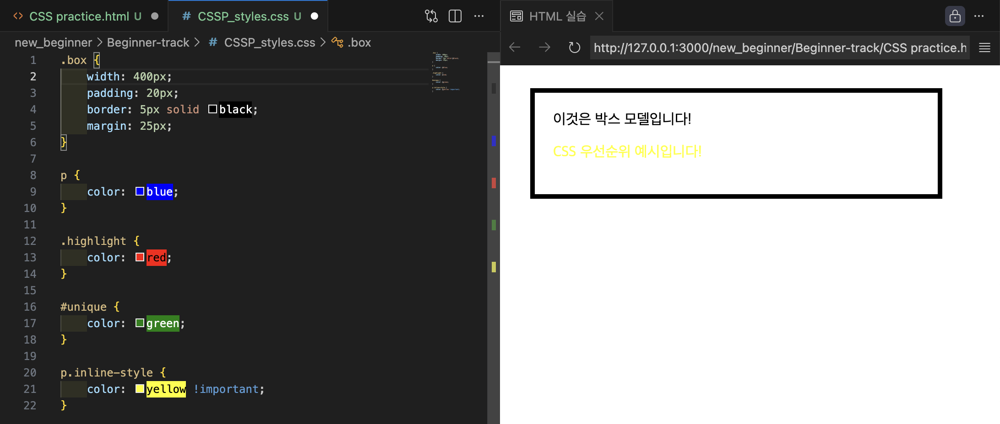 CSS practice.html U
CSSP_styles.css U
new_beginner > Beginner-track > CSSP_styles.css > .box
1 .box {
2 width: 400px;
3 padding: 20px;
4 border: 5px solid black;
5 margin: 25px;
6 }
7
8 p {
9 color: blue;
10 }
11
12 .highlight {
13 color: red;
14 }
15
16 #unique {
17 color: green;
18 }
19
20 p.inline-style {
21 color: yellow !important;
22 }
HTML 실습
http://127.0.0.1:3000/new_beginner/Beginner-track/CSS practice.h
이것은 박스 모델입니다!
CSS 우선순위 예시입니다!